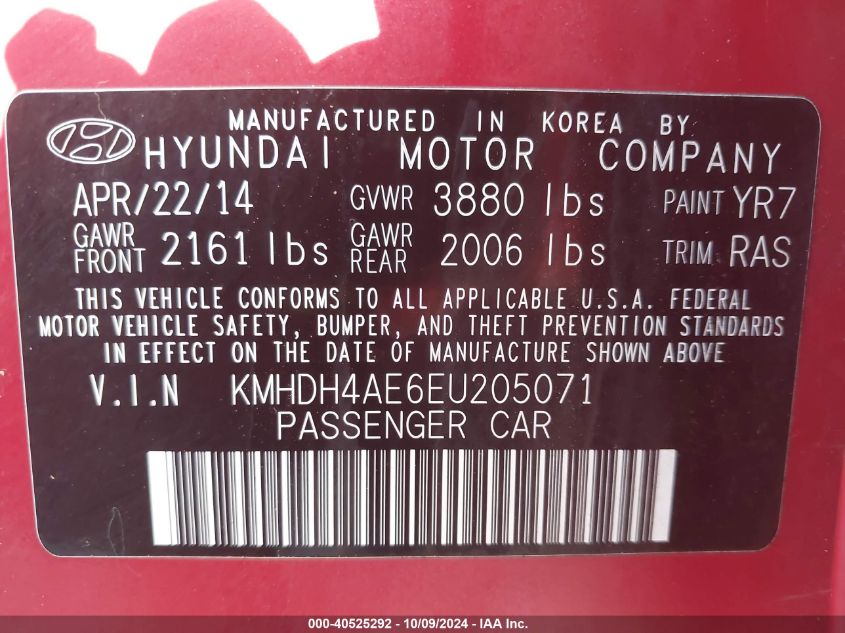 MANUFACTURED IN KOREA BY
HYUNDAI MOTOR COMPANY
APR/22/14 GVWR 3880 lbs PAINT YR7
GAWR FRONT 2161 lbs GAWR REAR 2006 lbs TRIM RAS
THIS VEHICLE CONFORMS TO ALL APPLICABLE U.S.A. FEDERAL
MOTOR VEHICLE SAFETY, BUMPER, AND THEFT PREVENTION STANDARDS
IN EFFECT ON THE DATE OF MANUFACTURE SHOWN ABOVE
V.I.N KMHDH4AE6EU205071
PASSENGER CAR
000-40525292 - 10/09/2024 - IAA Inc.